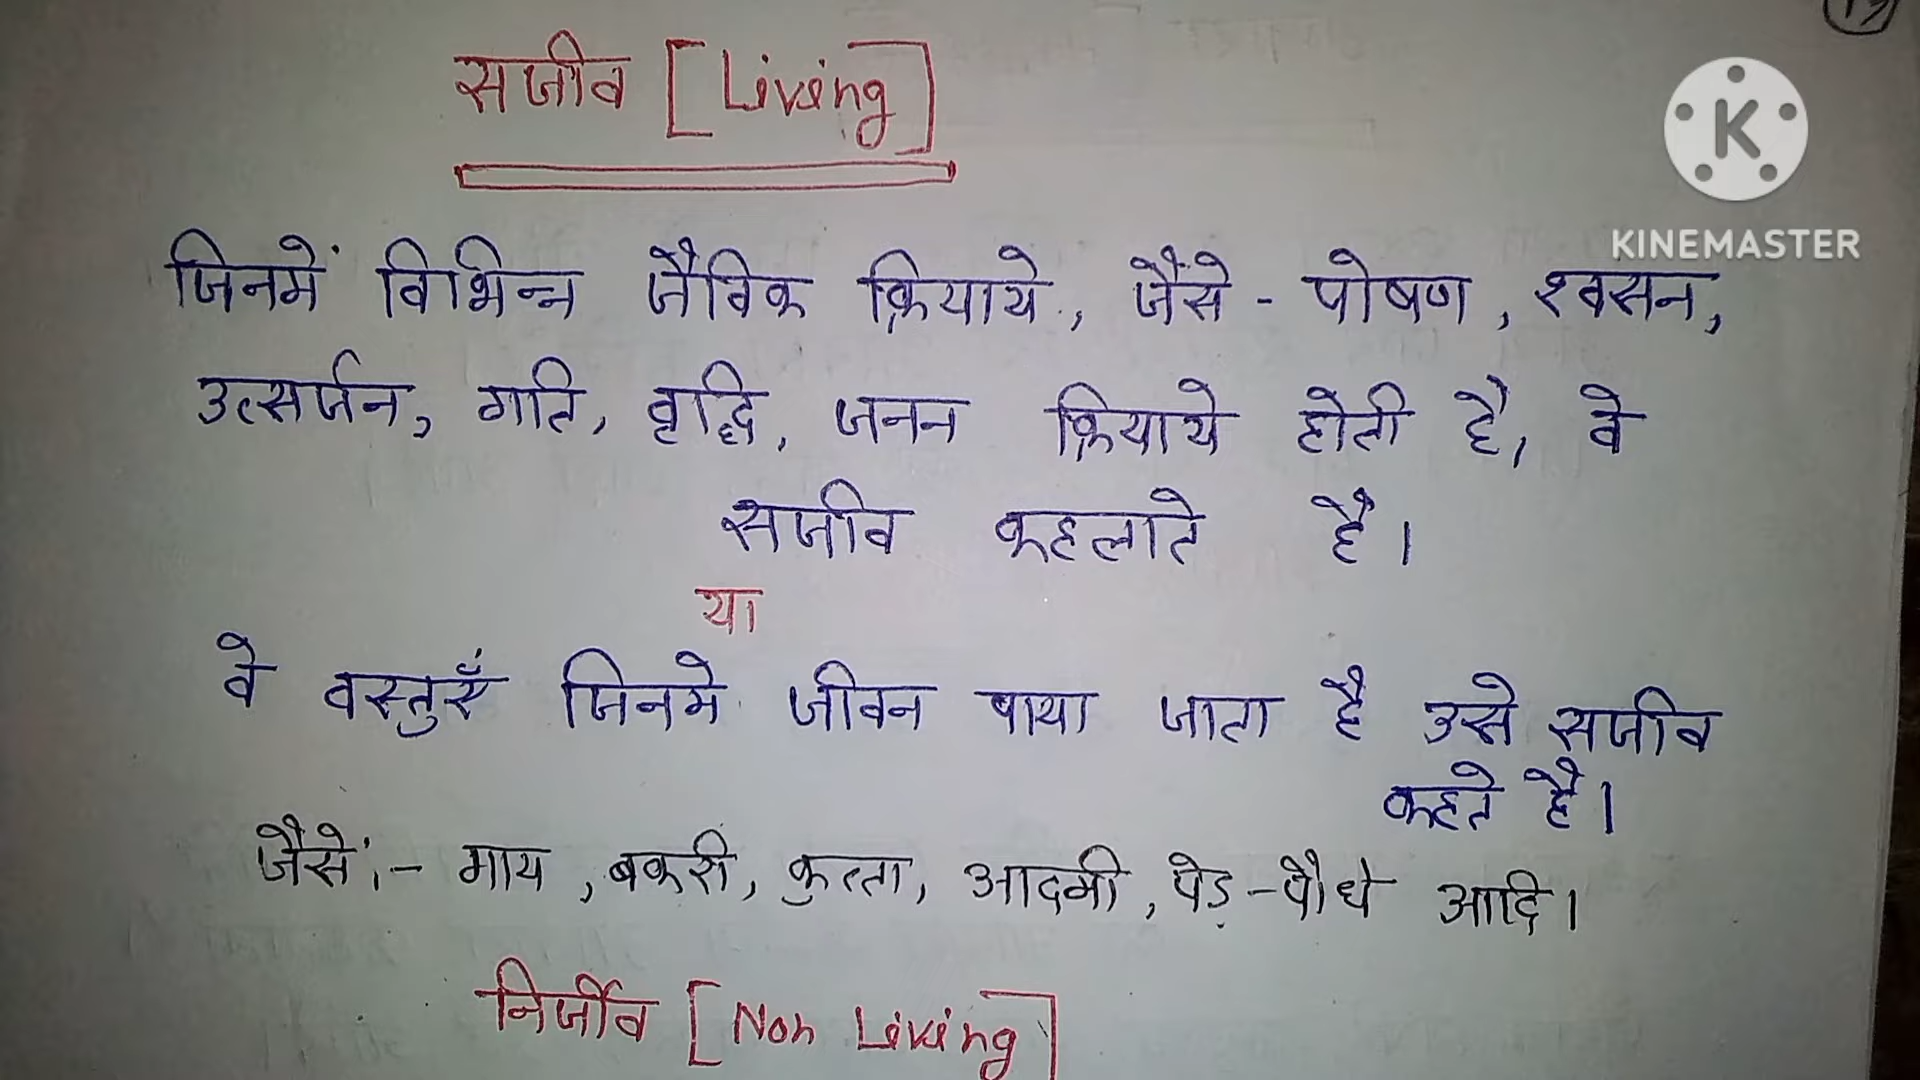 सजीव [Living]
K
KINEMASTER
जिनमें विभिन्न जैविक क्रियाये, जैसे - पोषण, श्वसन,
उत्सर्जन, गति, वृद्धि, जनन क्रियाये होती है, वे
सजीव कहलाते है।
या
वे वस्तुएँ जिनमे जीवन पाया जाता है उसे सजीव
कहते है।
जैसे:- गाय, बकरी, कुत्ता, आदमी, पेड़-पौधे आदि।
निर्जीव [Non Living]